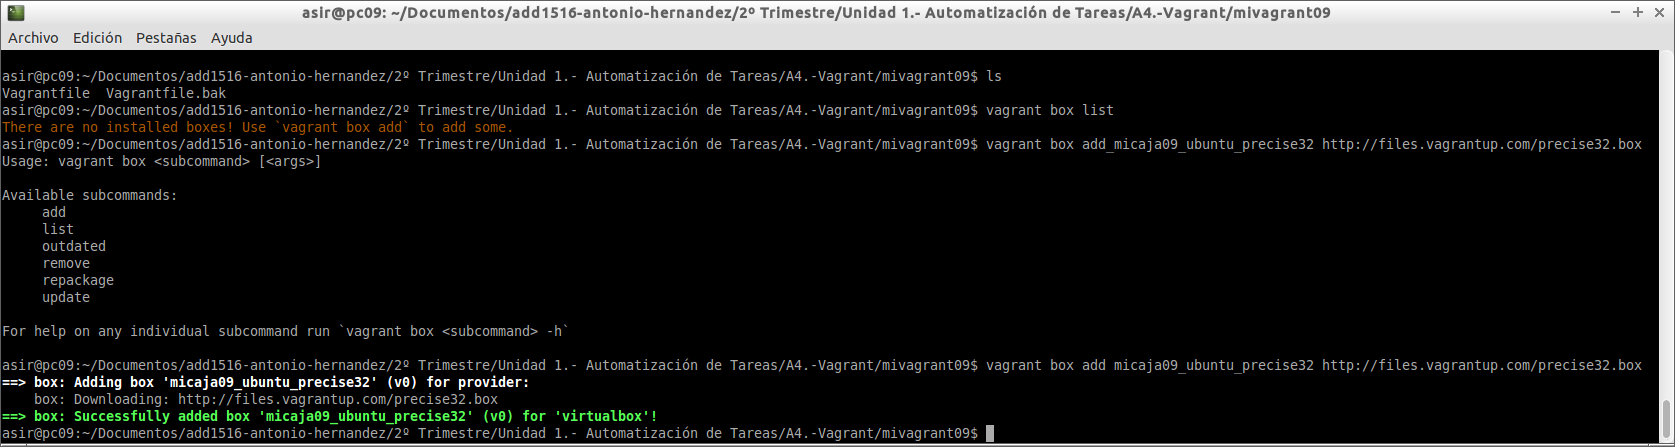 asir@pc09: ~/Documentos/add1516-antonio-hernandez/2º Trimestre/Unidad 1.- Automatización de Tareas/A4.-Vagrant/mivagrant09
Archivo Edición Pestañas Ayuda
asir@pc09:~/Documentos/add1516-antonio-hernandez/2º Trimestre/Unidad 1.- Automatización de Tareas/A4.-Vagrant/mivagrant09$ ls
Vagrantfile  Vagrantfile.bak
asir@pc09:~/Documentos/add1516-antonio-hernandez/2º Trimestre/Unidad 1.- Automatización de Tareas/A4.-Vagrant/mivagrant09$ vagrant box list
There are no installed boxes! Use `vagrant box add` to add some.
asir@pc09:~/Documentos/add1516-antonio-hernandez/2º Trimestre/Unidad 1.- Automatización de Tareas/A4.-Vagrant/mivagrant09$ vagrant box add_micaja09_ubuntu_precise32 http://files.vagrantup.com/precise32.box
Usage: vagrant box <subcommand> [<args>]
Available subcommands:
     add
     list
     outdated
     remove
     repackage
     update
For help on any individual subcommand run `vagrant box <subcommand> -h`
asir@pc09:~/Documentos/add1516-antonio-hernandez/2º Trimestre/Unidad 1.- Automatización de Tareas/A4.-Vagrant/mivagrant09$ vagrant box add micaja09_ubuntu_precise32 http://files.vagrantup.com/precise32.box
==> box: Adding box 'micaja09_ubuntu_precise32' (v0) for provider:
    box: Downloading: http://files.vagrantup.com/precise32.box
==> box: Successfully added box 'micaja09_ubuntu_precise32' (v0) for 'virtualbox'!
asir@pc09:~/Documentos/add1516-antonio-hernandez/2º Trimestre/Unidad 1.- Automatización de Tareas/A4.-Vagrant/mivagrant09$